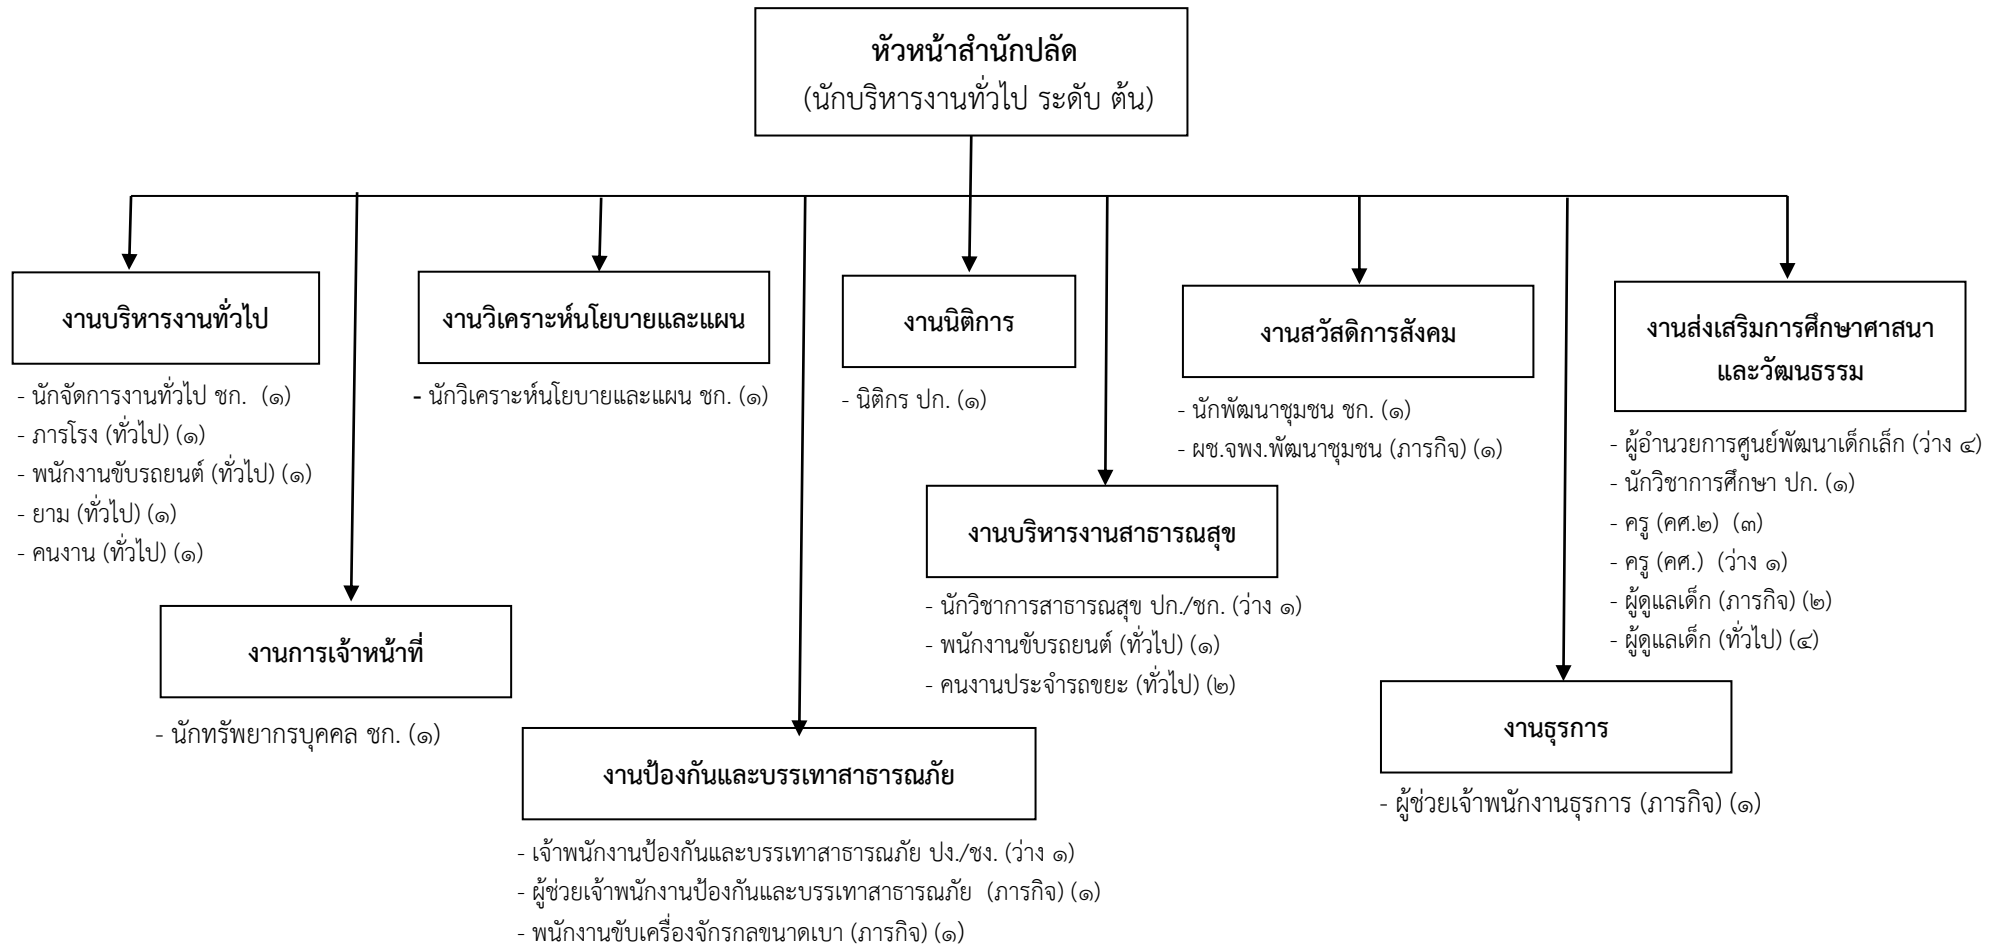 หัวหน้าสำนักปลัด
(นักบริหารงานทั่วไป ระดับ ต้น)
งานบริหารงานทั่วไป
- นักจัดการงานทั่วไป ชก. (๑)
- ภารโรง (ทั่วไป) (๑)
- พนักงานขับรถยนต์ (ทั่วไป) (๑)
- ยาม (ทั่วไป) (๑)
- คนงาน (ทั่วไป) (๑)
งานการเจ้าหน้าที่
- นักทรัพยากรบุคคล ชก. (๑)
งานวิเคราะห์นโยบายและแผน
- นักวิเคราะห์นโยบายและแผน ชก. (๑)
งานป้องกันและบรรเทาสาธารณภัย
- เจ้าพนักงานป้องกันและบรรเทาสาธารณภัย ปง./ชง. (ว่าง ๑)
- ผู้ช่วยเจ้าพนักงานป้องกันและบรรเทาสาธารณภัย (ภารกิจ) (๑)
- พนักงานขับเครื่องจักรกลขนาดเบา (ภารกิจ) (๑)
งานนิติการ
- นิติกร ปก. (๑)
งานบริหารงานสาธารณสุข
- นักวิชาการสาธารณสุข ปก./ชก. (ว่าง ๑)
- พนักงานขับรถยนต์ (ทั่วไป) (๑)
- คนงานประจำรถขยะ (ทั่วไป) (๒)
งานสวัสดิการสังคม
- นักพัฒนาชุมชน ชก. (๑)
- ผช.จพง.พัฒนาชุมชน (ภารกิจ) (๑)
งานธุรการ
- ผู้ช่วยเจ้าพนักงานธุรการ (ภารกิจ) (๑)
งานส่งเสริมการศึกษาศาสนา
และวัฒนธรรม
- ผู้อำนวยการศูนย์พัฒนาเด็กเล็ก (ว่าง ๔)
- นักวิชาการศึกษา ปก. (๑)
- ครู (คศ.๒) (๓)
- ครู (คศ.) (ว่าง ๑)
- ผู้ดูแลเด็ก (ภารกิจ) (๒)
- ผู้ดูแลเด็ก (ทั่วไป) (๔)